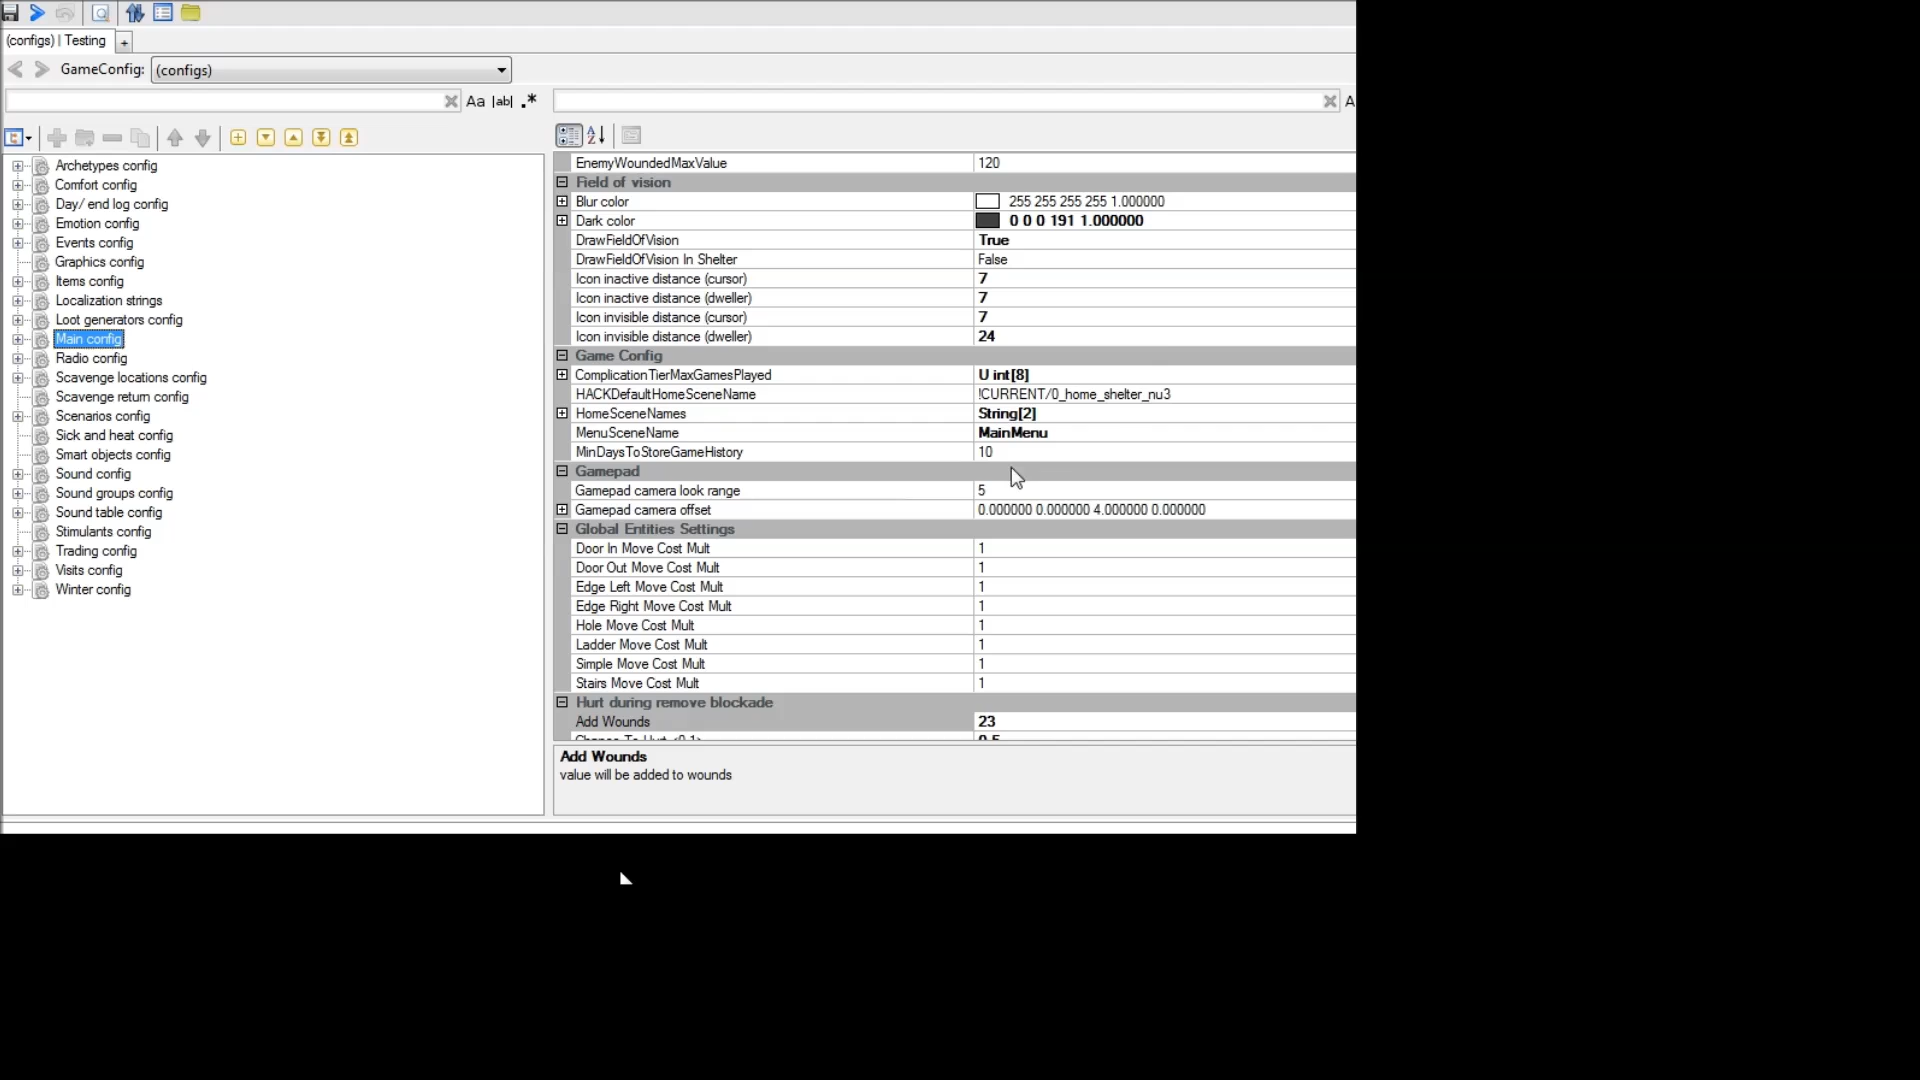 (configs) | Testing
+
GameConfig: (configs)
Aa |ab| .*
A
Archetypes config
Comfort config
Day/ end log config
Emotion config
Events config
Graphics config
Items config
Localization strings
Loot generators config
Main config
Radio config
Scavenge locations config
Scavenge return config
Scenarios config
Sick and heat config
Smart objects config
Sound config
Sound groups config
Sound table config
Stimulants config
Trading config
Visits config
Winter config
EnemyWoundedMaxValue 120
Field of vision
Blur color 255 255 255 255 1.000000
Dark color 0 0 0 191 1.000000
DrawFieldOfVision True
DrawFieldOfVision In Shelter False
Icon inactive distance (cursor) 7
Icon inactive distance (dweller) 7
Icon invisible distance (cursor) 7
Icon invisible distance (dweller) 24
Game Config
ComplicationTierMaxGamesPlayed U int[8]
HACKDefaultHomeSceneName !CURRENT/0_home_shelter_nu3
HomeSceneNames String[2]
MenuSceneName MainMenu
MinDaysToStoreGameHistory 10
Gamepad
Gamepad camera look range 5
Gamepad camera offset 0.000000 0.000000 4.000000 0.000000
Global Entities Settings
Door In Move Cost Mult 1
Door Out Move Cost Mult 1
Edge Left Move Cost Mult 1
Edge Right Move Cost Mult 1
Hole Move Cost Mult 1
Ladder Move Cost Mult 1
Simple Move Cost Mult 1
Stairs Move Cost Mult 1
Hurt during remove blockade
Add Wounds 23
Chance To Hurt <0,1> 0.5
Add Wounds
value will be added to wounds